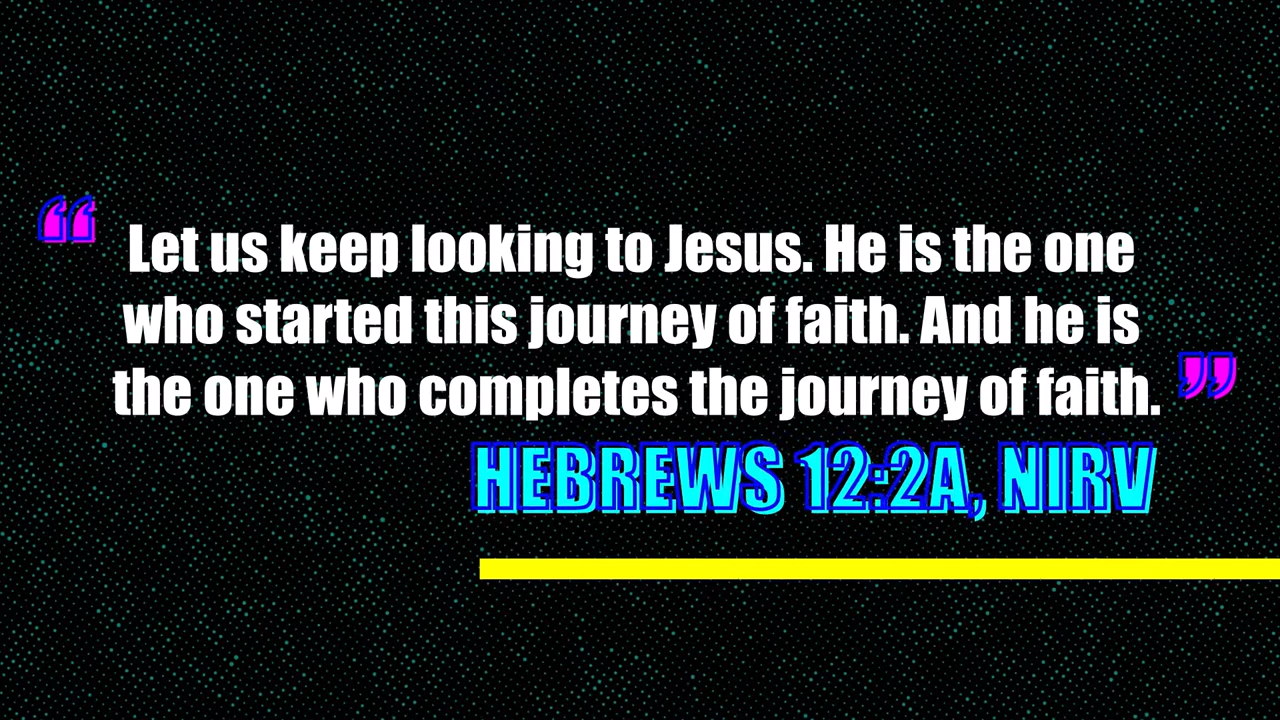 “ Let us keep looking to Jesus. He is the one
who started this journey of faith. And he is
the one who completes the journey of faith. ”
HEBREWS 12:2A, NIRV